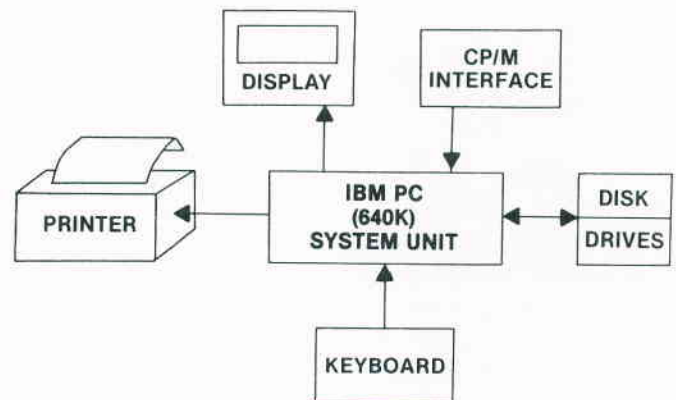 DISPLAY
CP/M
INTERFACE
PRINTER
IBM PC
(640K)
SYSTEM UNIT
DISK
DRIVES
KEYBOARD